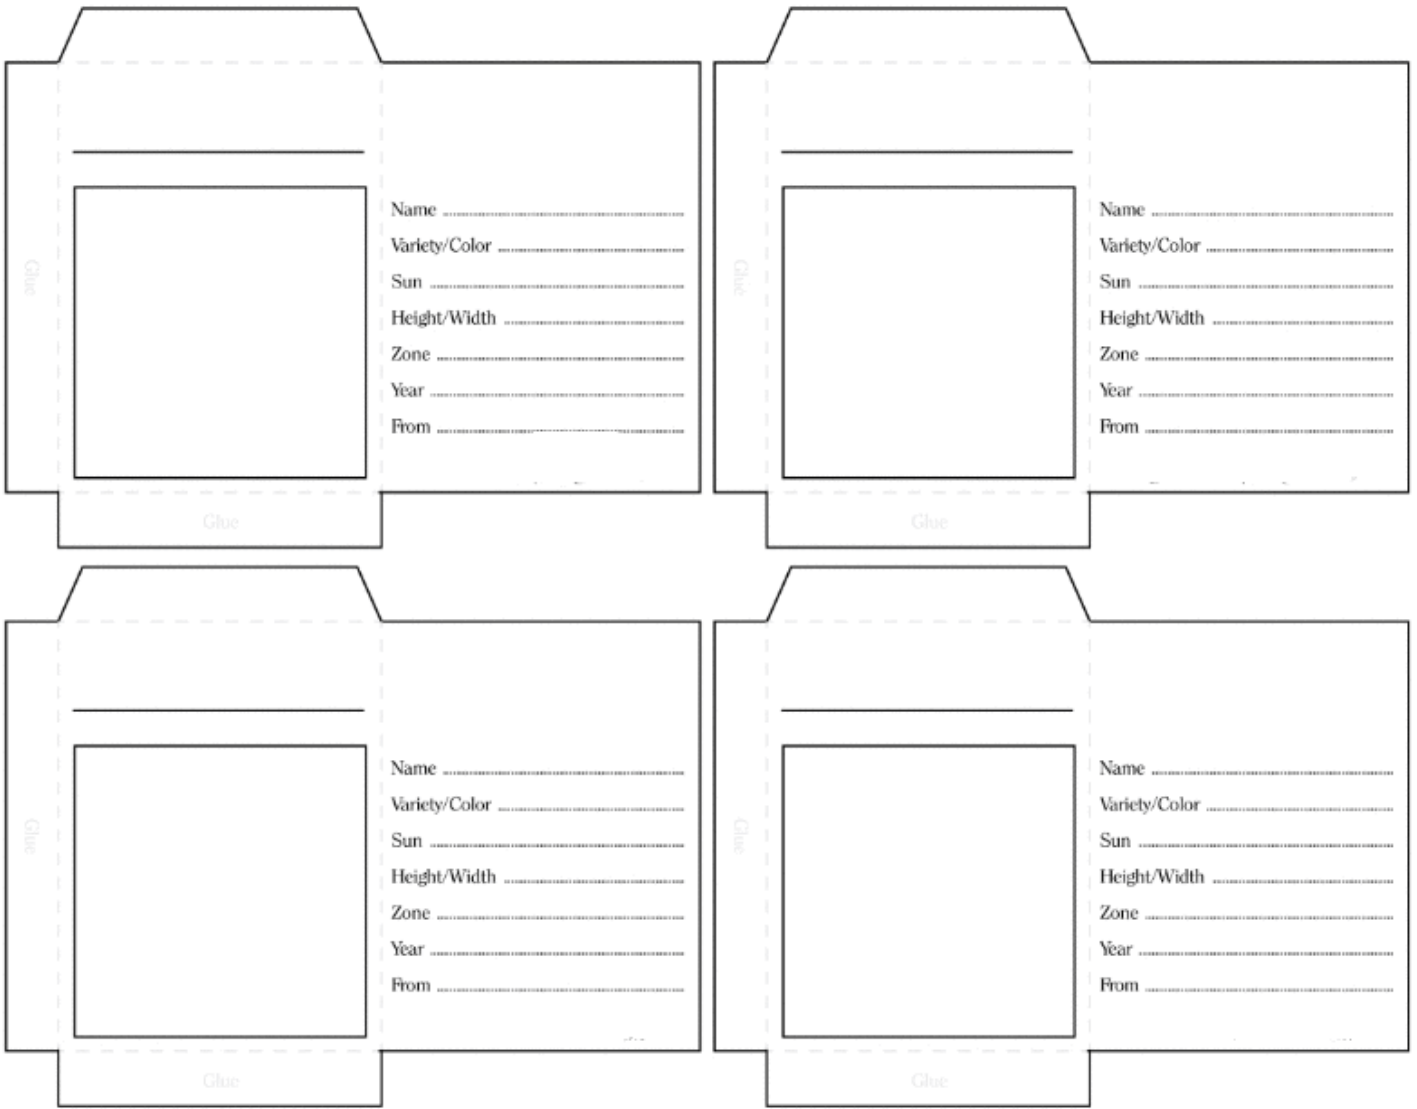 Name
Variety/Color
Sun
Height/Width
Zone
Year
From
Glue
Glue
Name
Variety/Color
Sun
Height/Width
Zone
Year
From
Glue
Glue
Name
Variety/Color
Sun
Height/Width
Zone
Year
From
Glue
Glue
Name
Variety/Color
Sun
Height/Width
Zone
Year
From
Glue
Glue